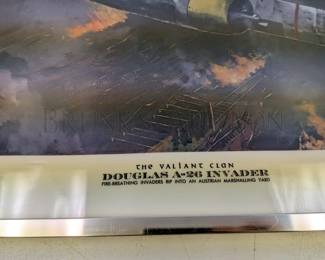 THE VALIANT CLAN
DOUGLAS A-26 INVADER
FIRE-BREATHING INVADERS RIP INTO AN AUSTRIAN MARSHALLING YARD